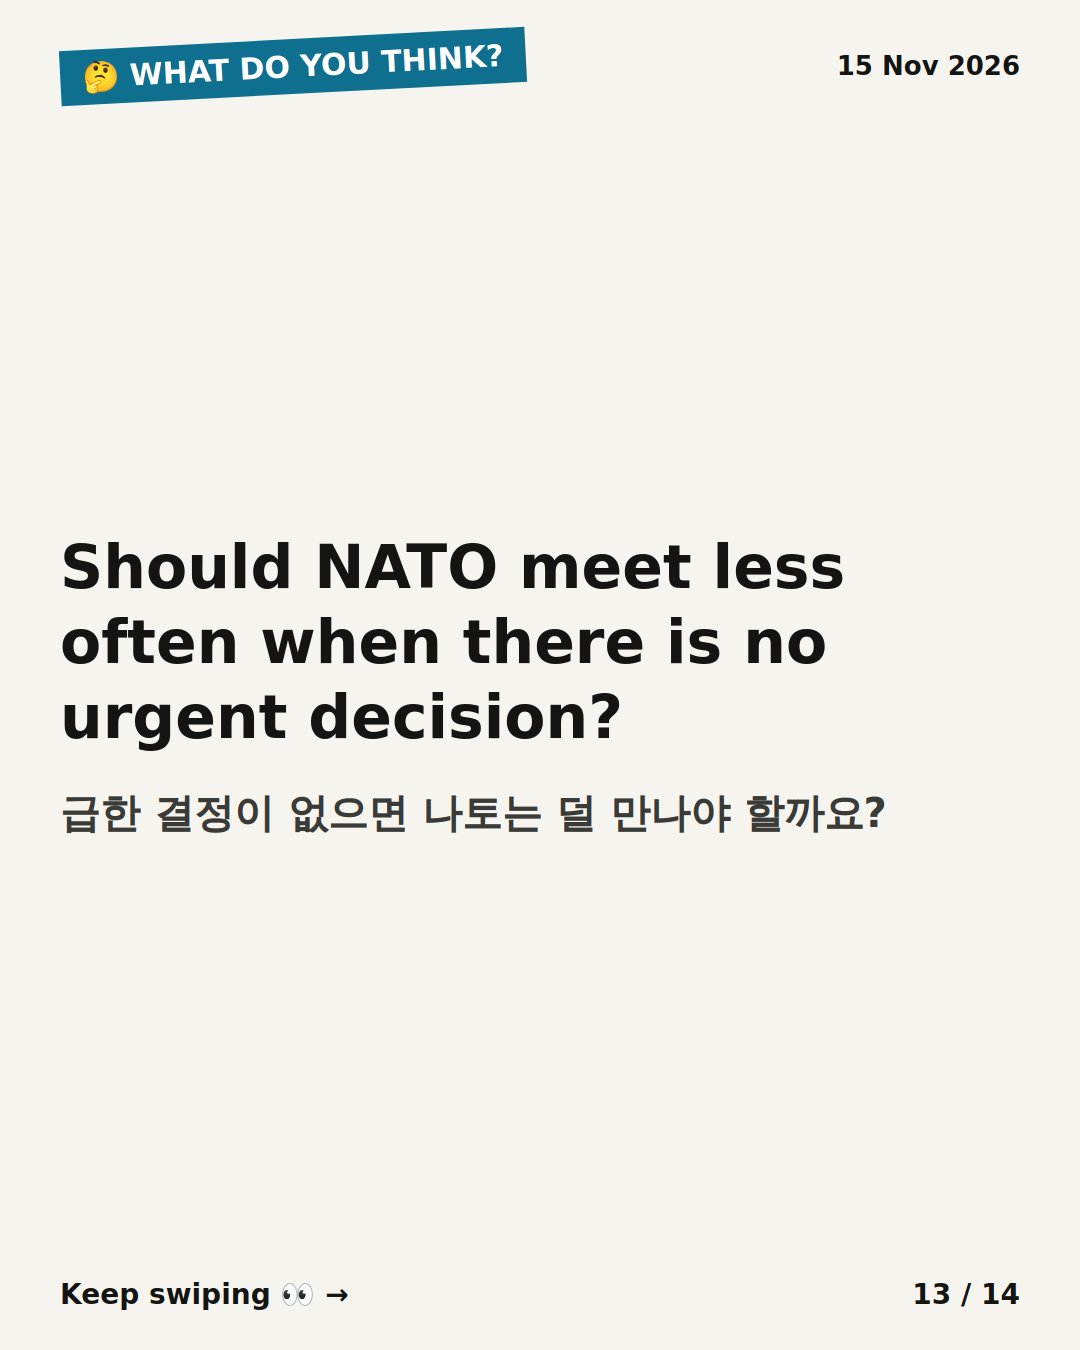 🤔 WHAT DO YOU THINK?
15 Nov 2026
Should NATO meet less
often when there is no
urgent decision?
급한 결정이 없으면 나토는 덜 만나야 할까요?
Keep swiping 👀 →
13 / 14